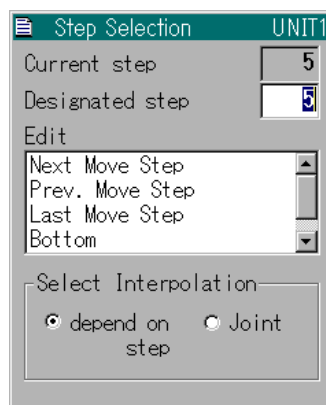 Step Selection UNIT1
Current step 5
Designated step 5
Edit
Next Move Step
Prev. Move Step
Last Move Step
Bottom
Select Interpolation
depend on Joint
step